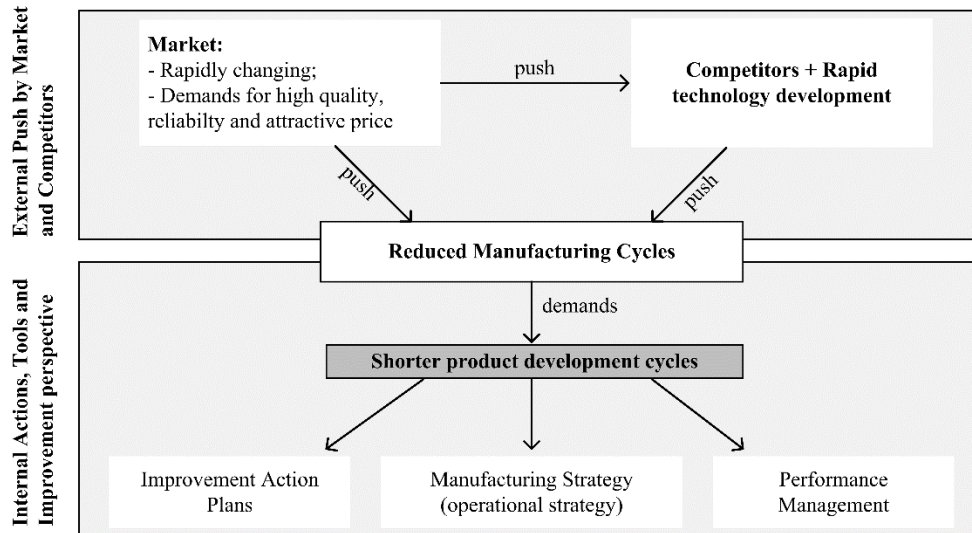 External Push by Market
and Competitors
Market:
- Rapidly changing;
- Demands for high quality,
reliabilty and attractive price
push
Competitors + Rapid
technology development
push
push
Reduced Manufacturing Cycles
Internal Actions, Tools and
Improvement perspective
demands
Shorter product development cycles
Improvement Action
Plans
Manufacturing Strategy
(operational strategy)
Performance
Management